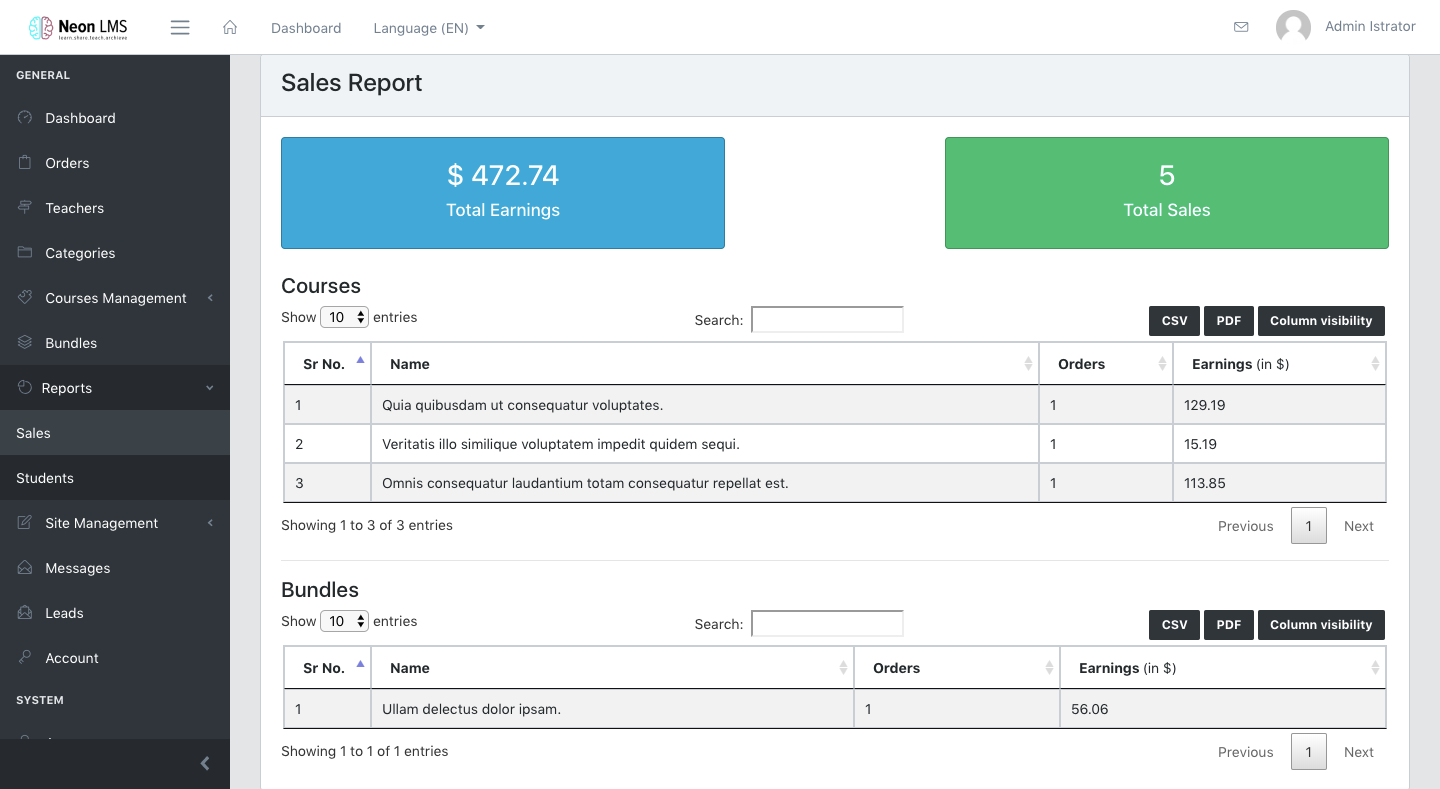 Neon LMS
learn.share.teach.archieve
Dashboard
Language (EN)
Admin Istrator
GENERAL
Dashboard
Orders
Teachers
Categories
Courses Management
Bundles
Reports
Sales
Students
Site Management
Messages
Leads
Account
SYSTEM
Sales Report
$ 472.74
Total Earnings
5
Total Sales
Courses
Show 10 entries
Search:
CSV PDF Column visibility
Sr No. Name Orders Earnings (in $)
1 Quia quibusdam ut consequatur voluptates. 1 129.19
2 Veritatis illo similique voluptatem impedit quidem sequi. 1 15.19
3 Omnis consequatur laudantium totam consequatur repellat est. 1 113.85
Showing 1 to 3 of 3 entries
Previous 1 Next
Bundles
Show 10 entries
Search:
CSV PDF Column visibility
Sr No. Name Orders Earnings (in $)
1 Ullam delectus dolor ipsam. 1 56.06
Showing 1 to 1 of 1 entries
Previous 1 Next